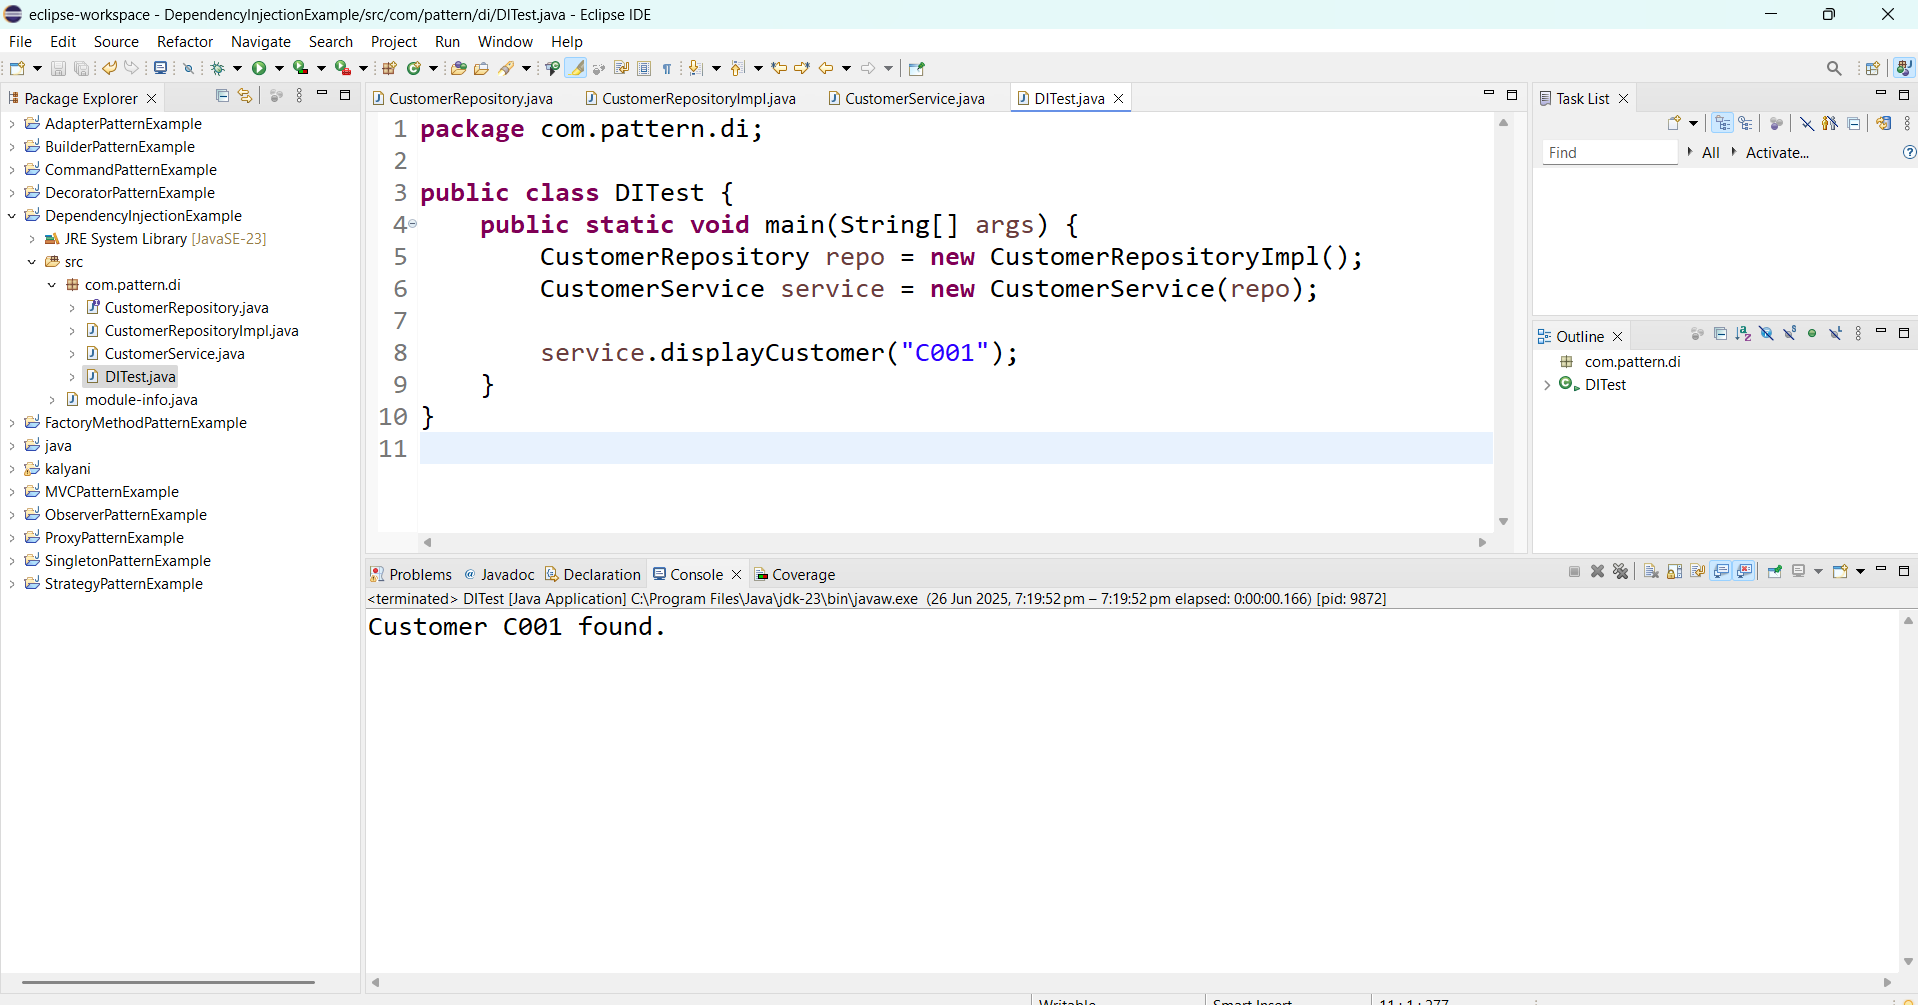 eclipse-workspace - DependencyInjectionExample/src/com/pattern/di/DITest.java - Eclipse IDE
File Edit Source Refactor Navigate Search Project Run Window Help
Package Explorer
AdapterPatternExample
BuilderPatternExample
CommandPatternExample
DecoratorPatternExample
DependencyInjectionExample
JRE System Library [JavaSE-23]
src
com.pattern.di
CustomerRepository.java
CustomerRepositoryImpl.java
CustomerService.java
DITest.java
module-info.java
FactoryMethodPatternExample
java
kalyani
MVCPatternExample
ObserverPatternExample
ProxyPatternExample
SingletonPatternExample
StrategyPatternExample
CustomerRepository.java CustomerRepositoryImpl.java CustomerService.java DITest.java
1 package com.pattern.di;
2
3 public class DITest {
4 public static void main(String[] args) {
5 CustomerRepository repo = new CustomerRepositoryImpl();
6 CustomerService service = new CustomerService(repo);
7
8 service.displayCustomer("C001");
9 }
10 }
11
Task List
Find All Activate...
Outline
com.pattern.di
DITest
Problems Javadoc Declaration Console Coverage
<terminated> DITest [Java Application] C:\Program Files\Java\jdk-23\bin\javaw.exe (26 Jun 2025, 7:19:52 pm – 7:19:52 pm elapsed: 0:00:00.166) [pid: 9872]
Customer C001 found.
Writable Smart Insert 11 : 1 : 277